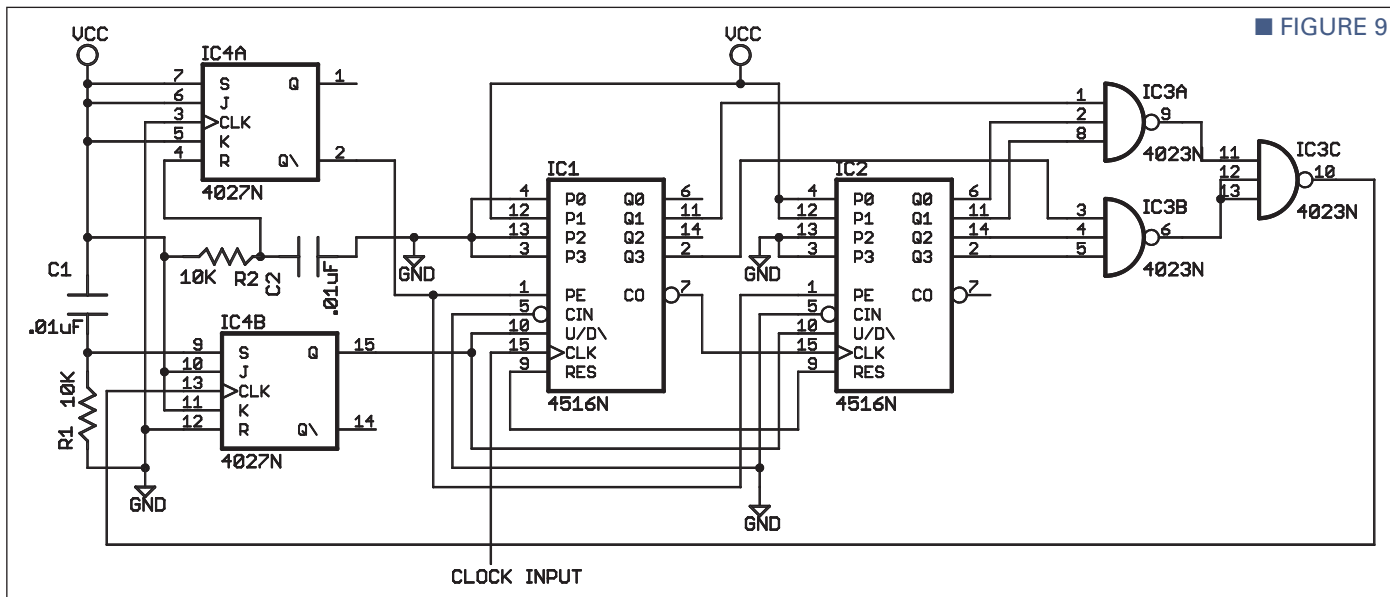 ■ FIGURE 9
VCC
VCC
IC4A
7 S Q 1
6 J
3 CLK
5 K
4 R Q\ 2
4027N
IC3A
1
2
8
9
4023N
IC3C
11
12
13
10
4023N
IC3B
3
4
5
6
4023N
IC1
4 P0 Q0 6
12 P1 Q1 11
13 P2 Q2 14
3 P3 Q3 2
1 PE CO 7
5 CIN
10 U/D\
15 CLK
9 RES
4516N
IC2
4 P0 Q0 6
12 P1 Q1 11
13 P2 Q2 14
3 P3 Q3 2
1 PE CO 7
5 CIN
10 U/D\
15 CLK
9 RES
4516N
GND
GND
10K R2
C2
.01uF
C1
.01uF
IC4B
9 S Q 15
10 J
13 CLK
11 K
12 R Q\ 14
4027N
R1 10K
GND
GND
CLOCK INPUT